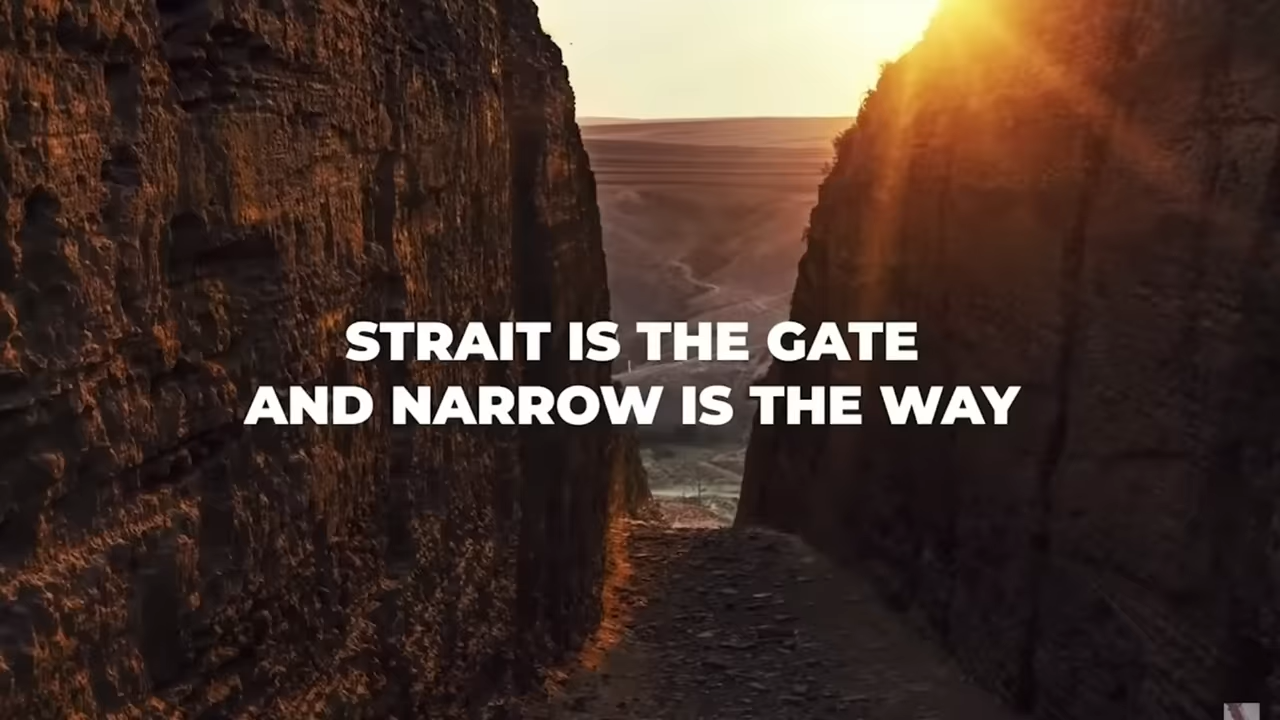 STRAIT IS THE GATE
AND NARROW IS THE WAY